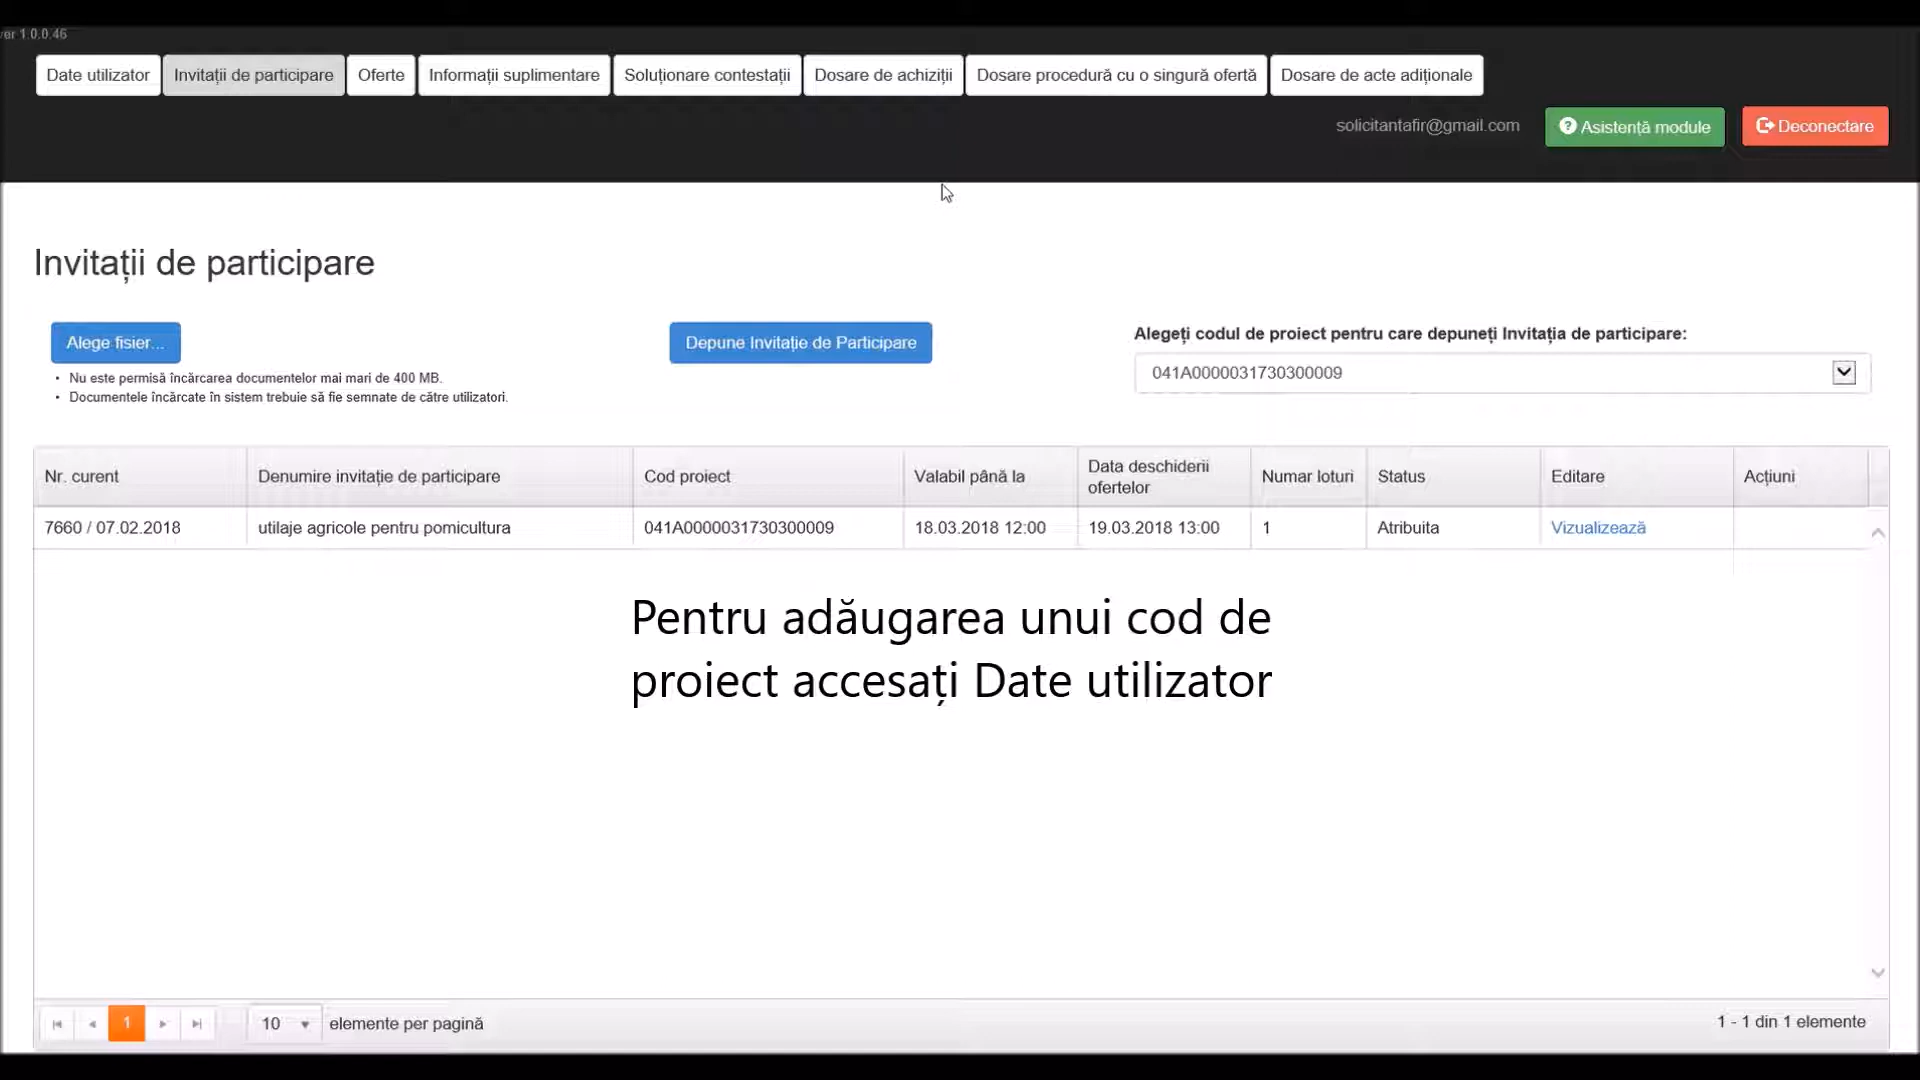 ver 1.0.0.46
Date utilizator
Invitații de participare
Oferte
Informații suplimentare
Soluționare contestații
Dosare de achiziții
Dosare procedură cu o singură ofertă
Dosare de acte adiționale
solicitantafir@gmail.com
Asistență module
Deconectare
Invitații de participare
Alege fisier...
Depune Invitație de Participare
Alegeți codul de proiect pentru care depuneți Invitația de participare:
041A0000031730300009
Nu este permisă încărcarea documentelor mai mari de 400 MB.
Documentele încărcate în sistem trebuie să fie semnate de către utilizatori.
Nr. curent
Denumire invitație de participare
Cod proiect
Valabil până la
Data deschiderii
ofertelor
Numar loturi
Status
Editare
Acțiuni
7660 / 07.02.2018
utilaje agricole pentru pomicultura
041A0000031730300009
18.03.2018 12:00
19.03.2018 13:00
1
Atribuita
Vizualizează
Pentru adăugarea unui cod de
proiect accesați Date utilizator
1
10
elemente per pagină
1 - 1 din 1 elemente